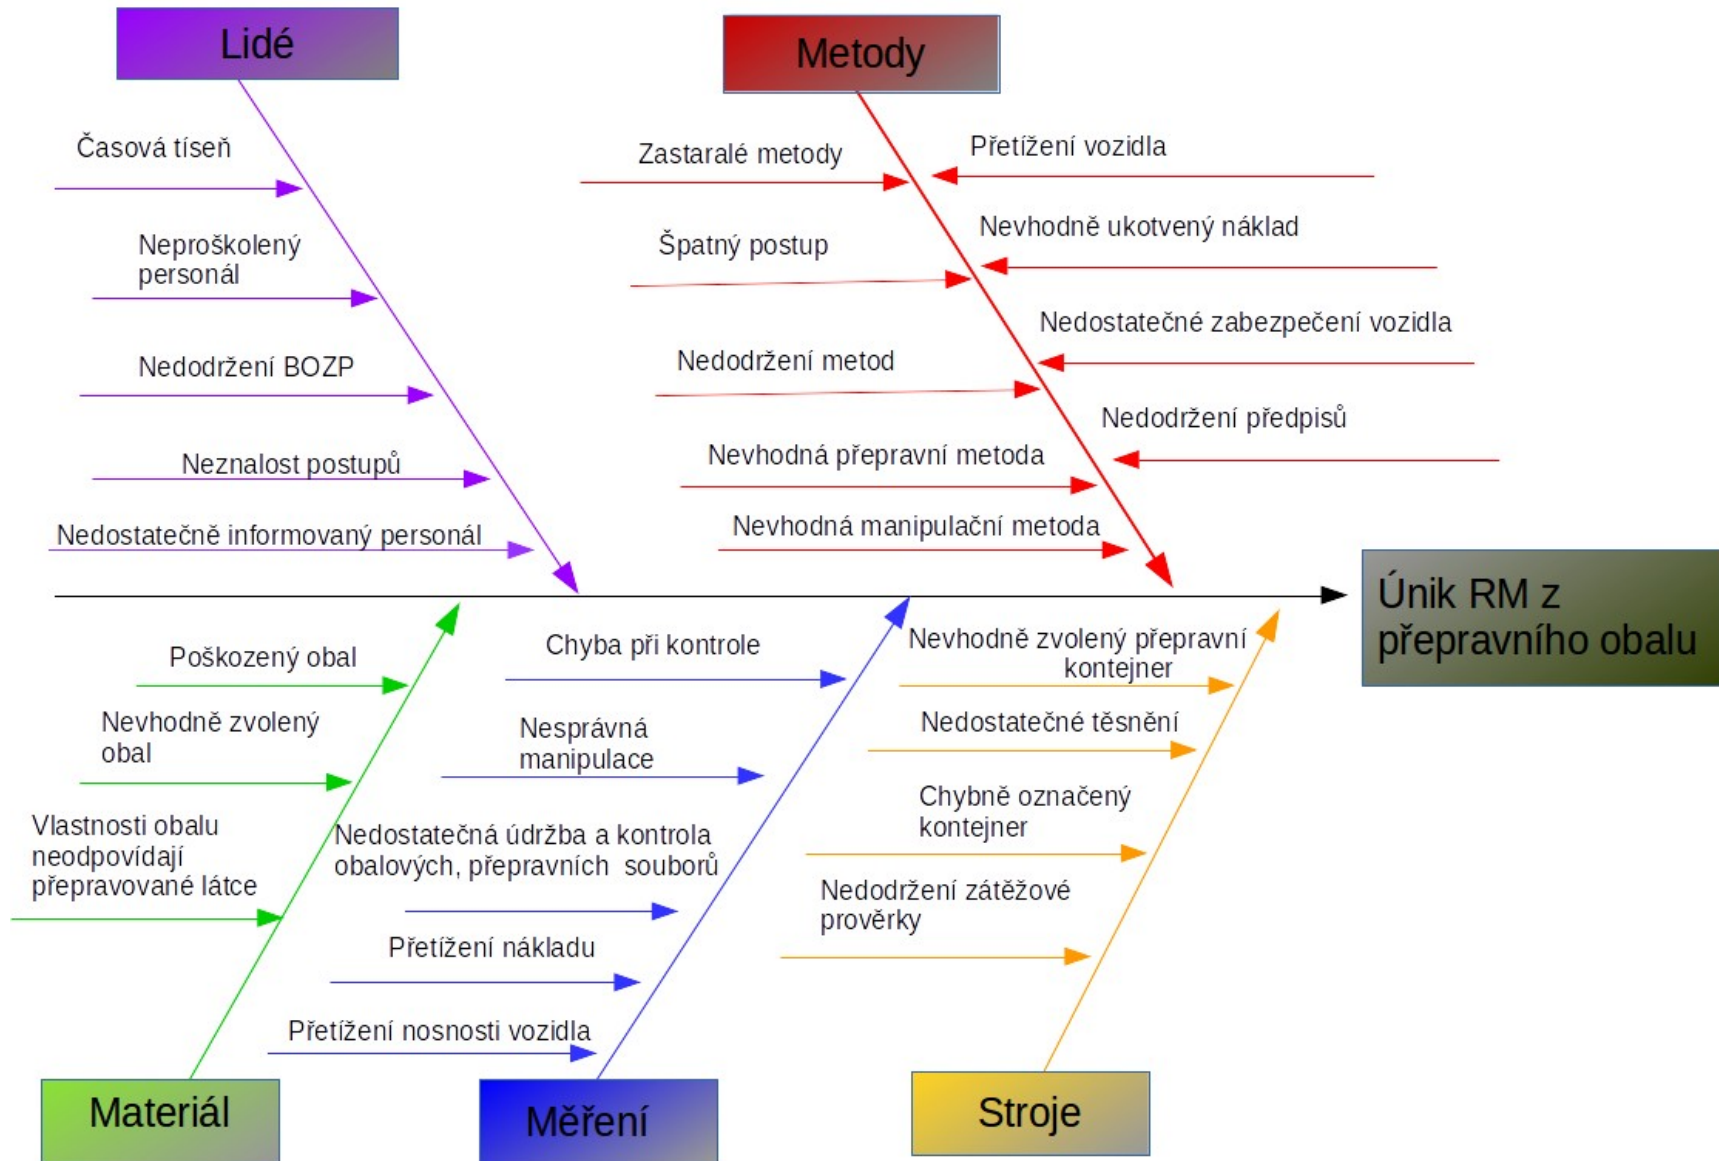 Lidé
Časová tíseň
Neproškolený
personál
Nedodržení BOZP
Neznalost postupů
Nedostatečně informovaný personál
Metody
Zastaralé metody
Špatný postup
Nedodržení metod
Nevhodná přepravní metoda
Nevhodná manipulační metoda
Přetížení vozidla
Nevhodně ukotvený náklad
Nedostatečné zabezpečení vozidla
Nedodržení předpisů
Únik RM z
přepravního obalu
Poškozený obal
Nevhodně zvolený
obal
Vlastnosti obalu
neodpovídají
přepravované látce
Materiál
Chyba při kontrole
Nesprávná
manipulace
Nedostatečná údržba a kontrola
obalových, přepravních souborů
Přetížení nákladu
Přetížení nosnosti vozidla
Měření
Nevhodně zvolený přepravní
kontejner
Nedostatečné těsnění
Chybně označený
kontejner
Nedodržení zátěžové
prověrky
Stroje